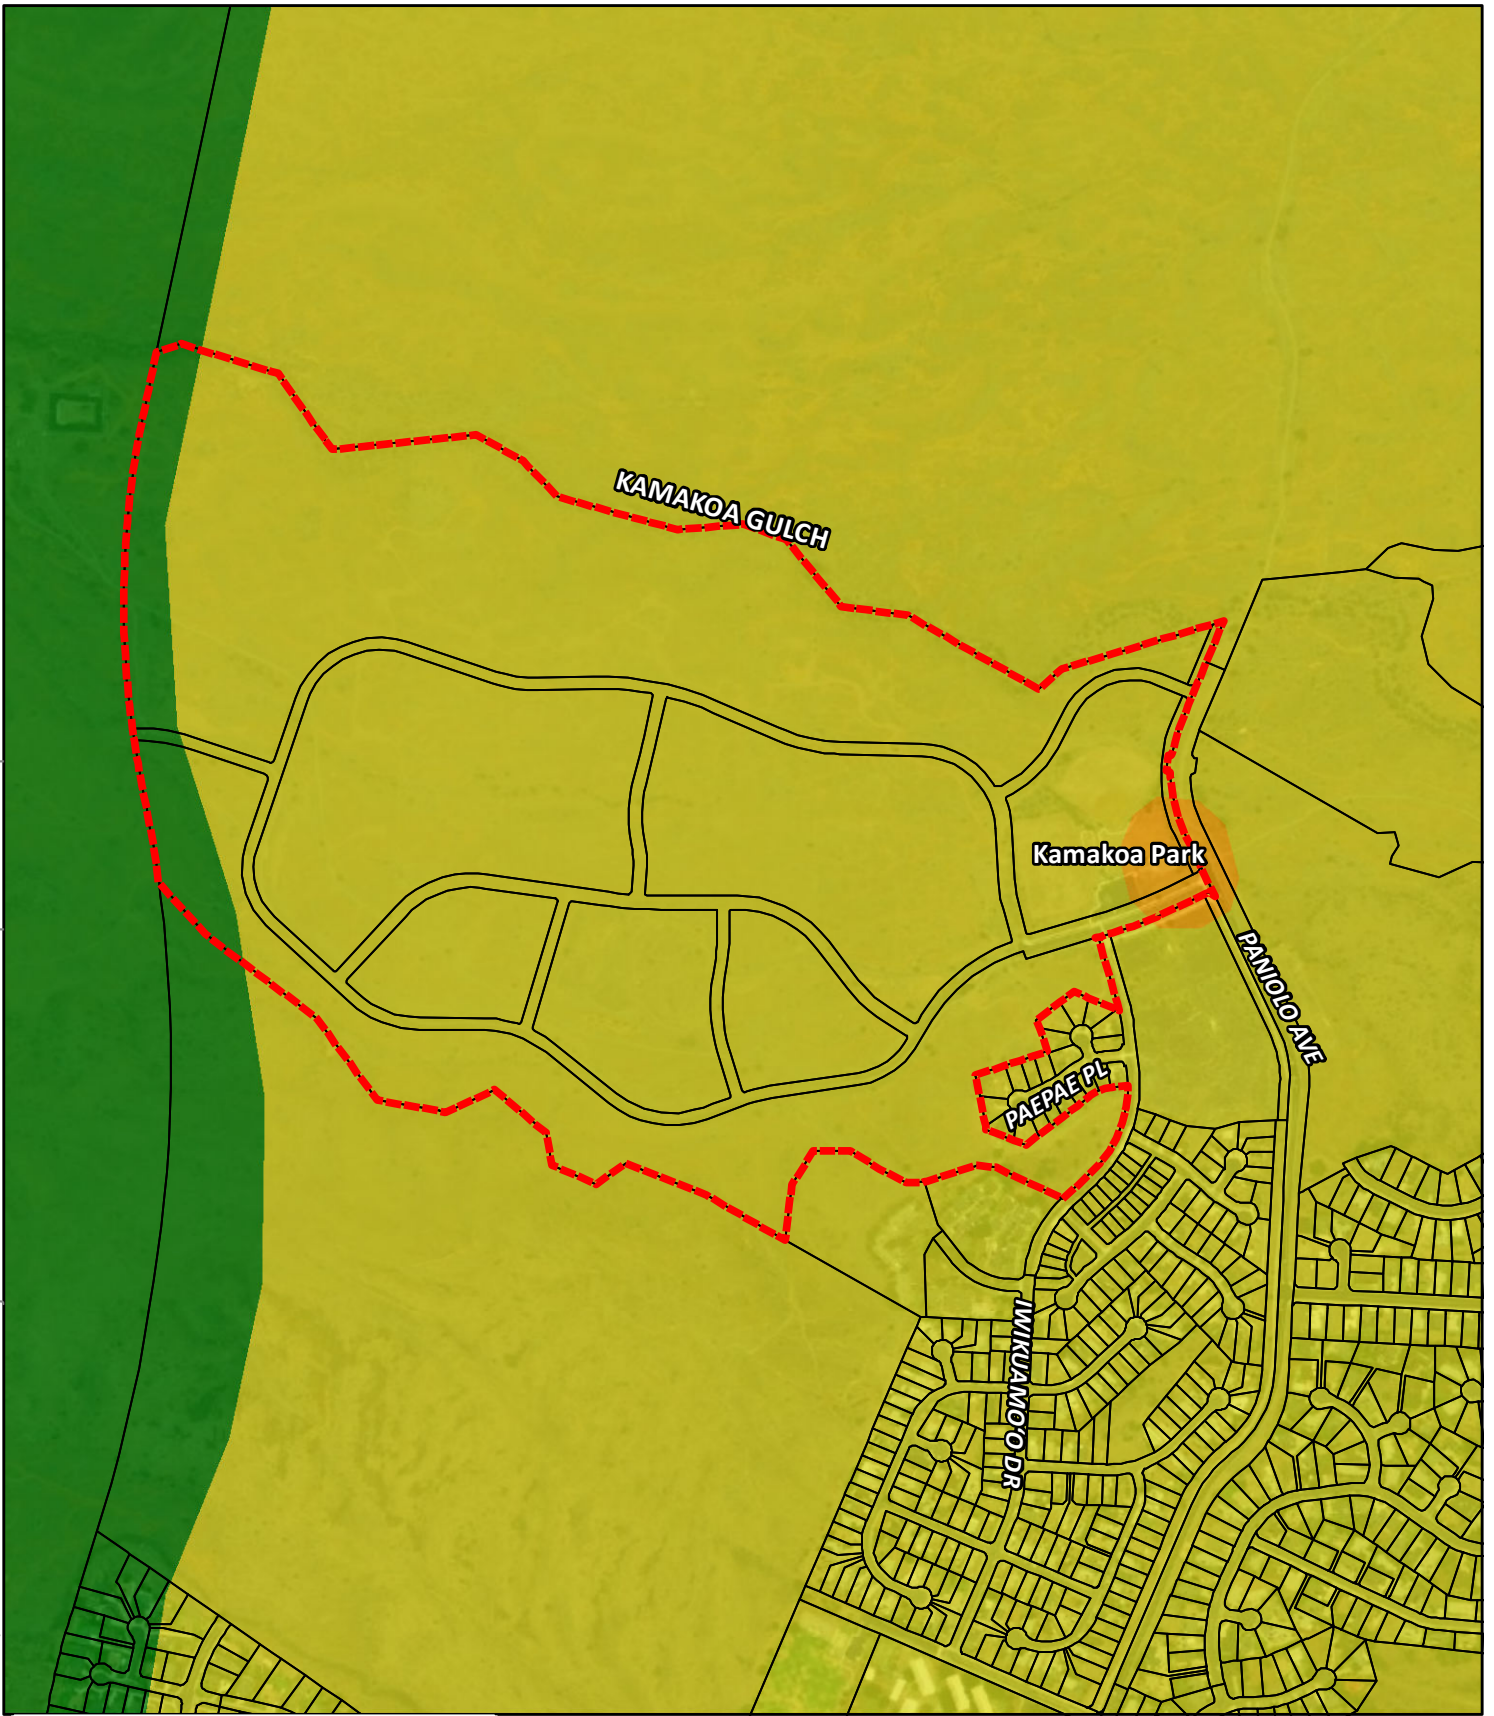 KAMAKOA GULCH
Kamakoa Park
PANIOLO AVE
PAEPAE PL
IWIKUAMO'O DR